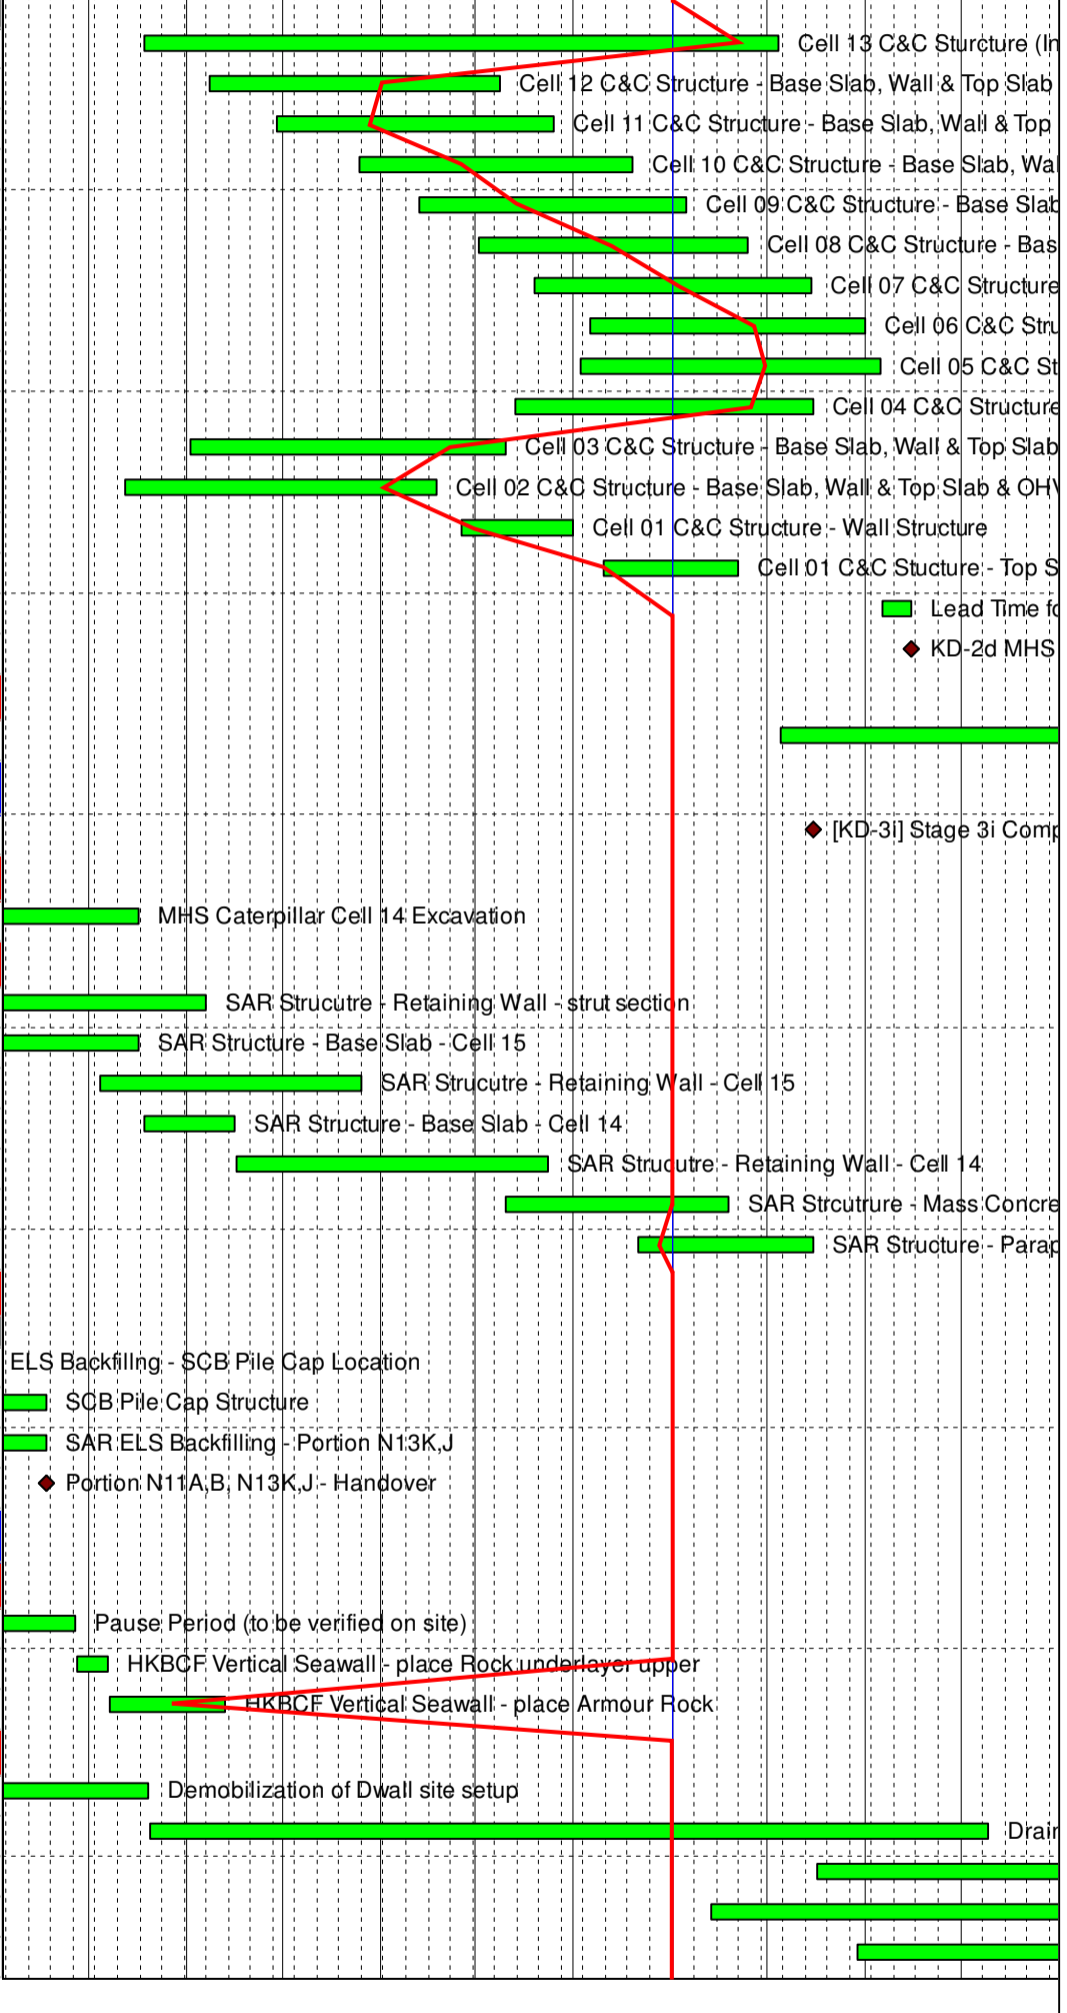 Cell 13 C&C Sturcture (In
Cell 12 C&C Structure - Base Slab, Wall & Top Slab
Cell 11 C&C Structure - Base Slab, Wall & Top
Cell 10 C&C Structure - Base Slab, Wal
Cell 09 C&C Structure - Base Slab
Cell 08 C&C Structure - Bas
Cell 07 C&C Structure
Cell 06 C&C Stru
Cell 05 C&C St
Cell 04 C&C Structure
Cell 03 C&C Structure - Base Slab, Wall & Top Slab
Cell 02 C&C Structure - Base Slab, Wall & Top Slab & OHV
Cell 01 C&C Structure - Wall Structure
Cell 01 C&C Stucture - Top S
Lead Time fo
KD-2d MHS
[KD-3i] Stage 3i Comp
MHS Caterpillar Cell 14 Excavation
SAR Strucutre - Retaining Wall - strut section
SAR Structure - Base Slab - Cell 15
SAR Strucutre - Retaining Wall - Cell 15
SAR Structure - Base Slab - Cell 14
SAR Strucutre - Retaining Wall - Cell 14
SAR Strcutrure - Mass Concre
SAR Structure - Parap
ELS Backfillng - SCB Pile Cap Location
SCB Pile Cap Structure
SAR ELS Backfilling - Portion N13K,J
Portion N11A,B, N13K,J - Handover
Pause Period (to be verified on site)
HKBCF Vertical Seawall - place Rock underlayer upper
HKBCF Vertical Seawall - place Armour Rock
Demobilization of Dwall site setup
Drain